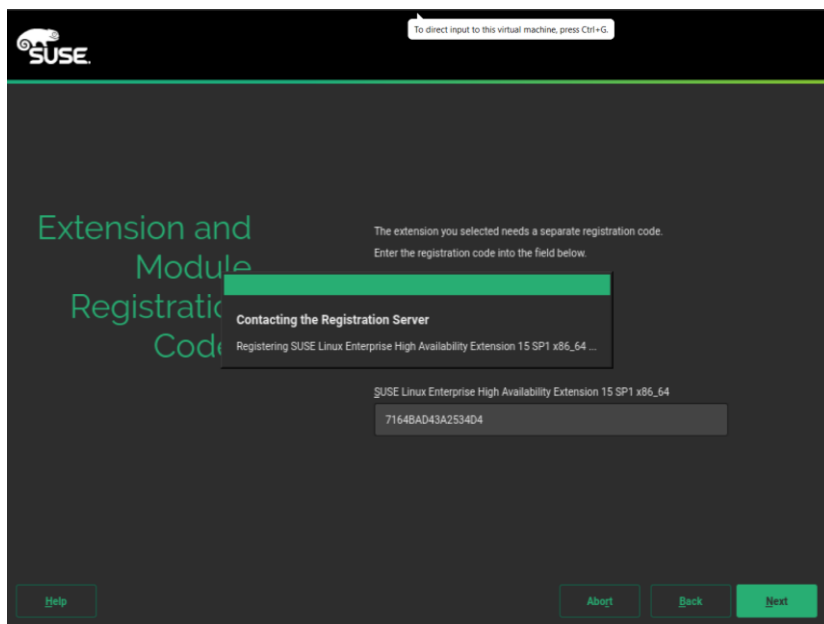 SUSE.
To direct input to this virtual machine, press Ctrl+G.
Extension and
Module
Registration
Code
The extension you selected needs a separate registration code.
Enter the registration code into the field below.
Contacting the Registration Server
Registering SUSE Linux Enterprise High Availability Extension 15 SP1 x86_64 ...
SUSE Linux Enterprise High Availability Extension 15 SP1 x86_64
7164BAD43A2534D4
Help
Abort
Back
Next